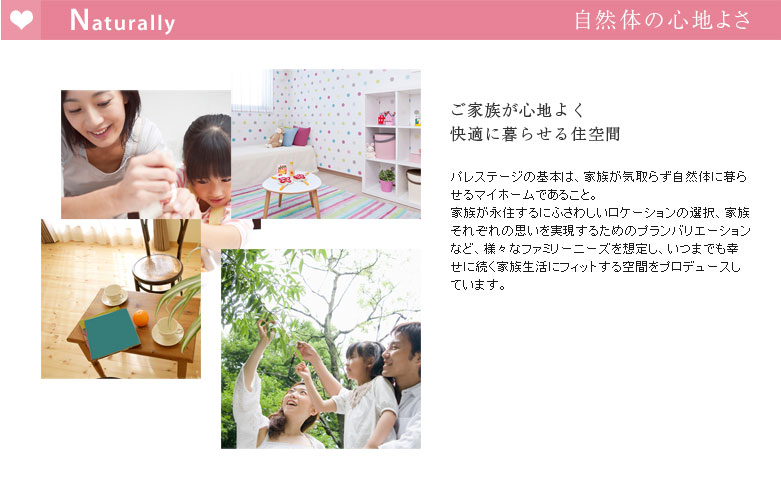 Naturally
自然体の心地よさ
ご家族が心地よく
快適に暮らせる住空間
パレステージの基本は、家族が気取らず自然体に暮ら
せるマイホームであること。
家族が永住するにふさわしいロケーションの選択、家族
それぞれの思いを実現するためのプランバリエーション
など、様々なファミリーニーズを想定し、いつまでも幸
せに続く家族生活にフィットする空間をプロデュースし
ています。